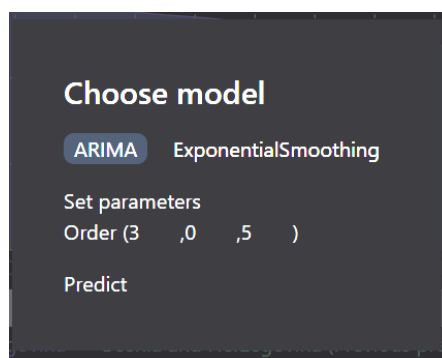 Choose model
ARIMA ExponentialSmoothing
Set parameters
Order (3 ,0 ,5 )
Predict